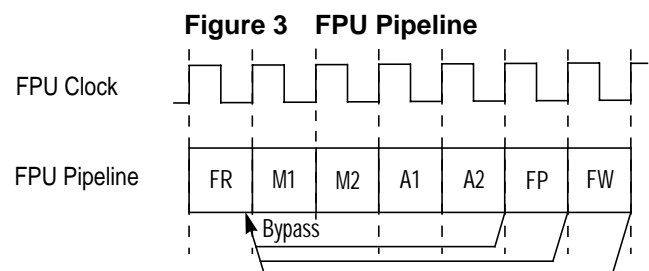 Figure 3 FPU Pipeline
FPU Clock
FPU Pipeline FR M1 M2 A1 A2 FP FW
Bypass